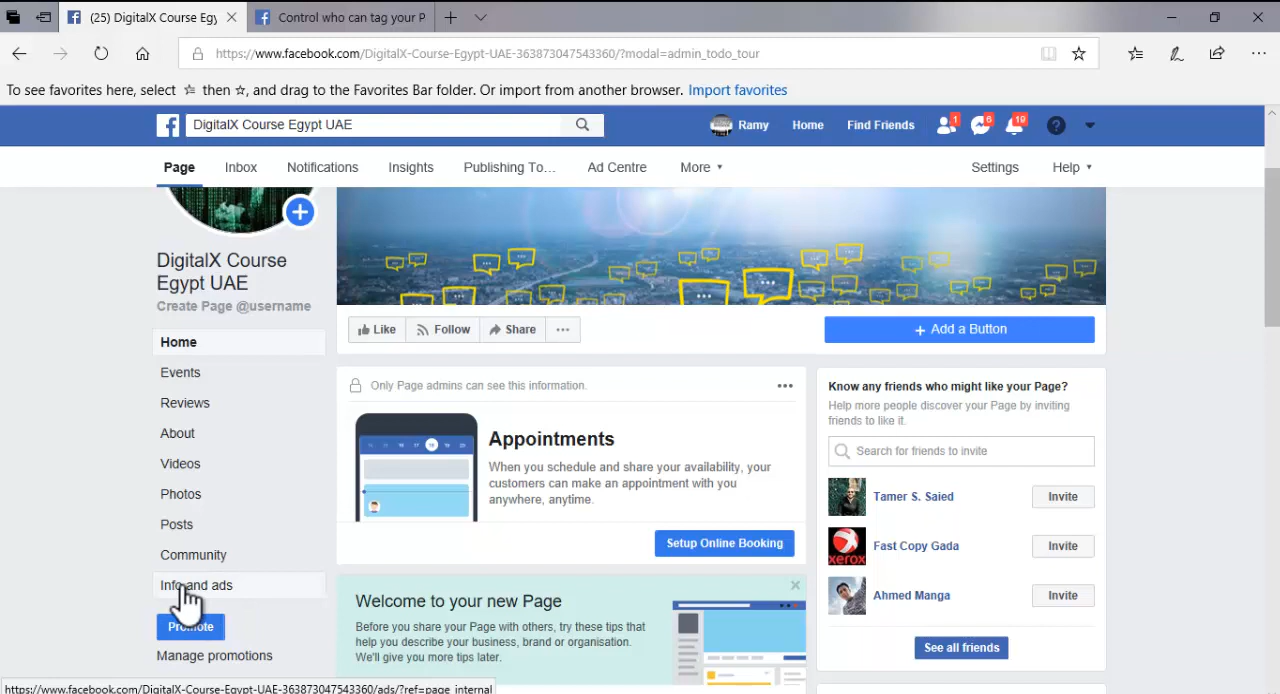 (25) DigitalX Course Egy
Control who can tag your P
https://www.facebook.com/DigitalX-Course-Egypt-UAE-363873047543360/?modal=admin_todo_tour
To see favorites here, select ☆ then ☆, and drag to the Favorites Bar folder. Or import from another browser. Import favorites
DigitalX Course Egypt UAE
Ramy Home Find Friends 1 6 19
Page Inbox Notifications Insights Publishing To... Ad Centre More Settings Help
DigitalX Course
Egypt UAE
Create Page @username
Home
Events
Reviews
About
Videos
Photos
Posts
Community
Info and ads
Promote
Manage promotions
Like Follow Share ...
+ Add a Button
Only Page admins can see this information.
Appointments
When you schedule and share your availability, your
customers can make an appointment with you
anywhere, anytime.
Setup Online Booking
Welcome to your new Page
Before you share your Page with others, try these tips that
help you describe your business, brand or organisation.
We'll give you more tips later.
Know any friends who might like your Page?
Help more people discover your Page by inviting
friends to like it.
Search for friends to invite
Tamer S. Saied Invite
xerox
Fast Copy Gada Invite
Ahmed Manga Invite
See all friends
https://www.facebook.com/DigitalX-Course-Egypt-UAE-363873047543360/ads/?ref=page_internal